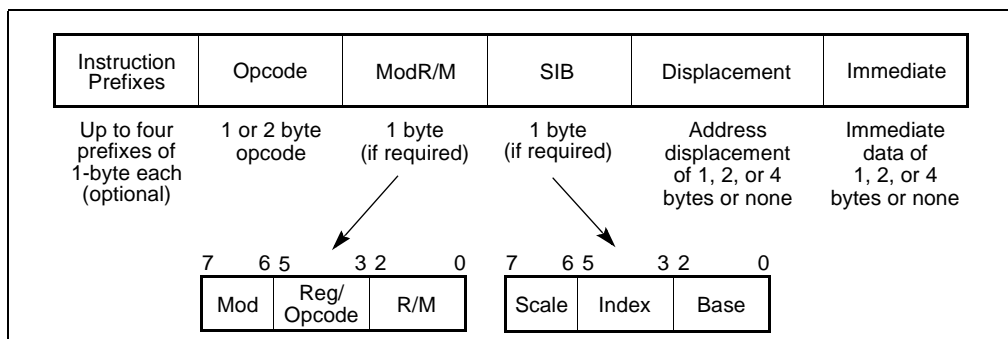 Instruction
Prefixes
Opcode
ModR/M
SIB
Displacement
Immediate
Up to four
prefixes of
1-byte each
(optional)
1 or 2 byte
opcode
1 byte
(if required)
1 byte
(if required)
Address
displacement
of 1, 2, or 4
bytes or none
Immediate
data of
1, 2, or 4
bytes or none
7 6 5 3 2 0
Mod
Reg/
Opcode
R/M
7 6 5 3 2 0
Scale
Index
Base